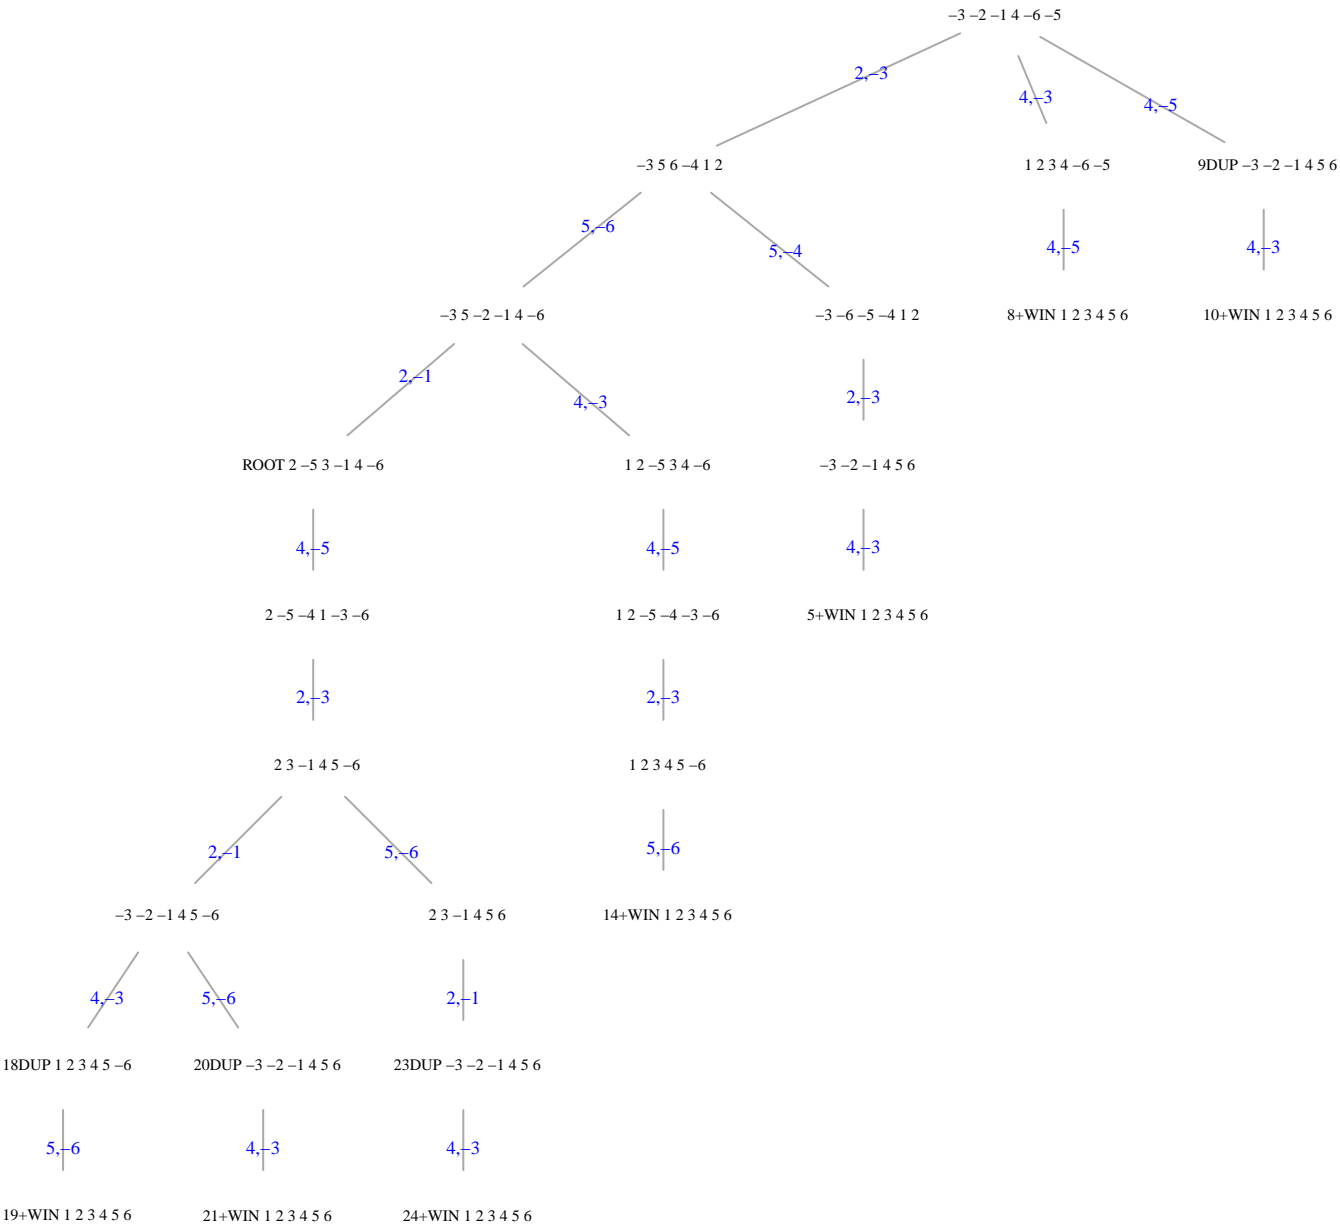 −3 −2 −1 4 −6 −5
2,−3
4,−3
4,−5
−3 5 6 −4 1 2
1 2 3 4 −6 −5
9DUP −3 −2 −1 4 5 6
5,−6
5,−4
4,−5
4,−3
−3 5 −2 −1 4 −6
−3 −6 −5 −4 1 2
8+WIN 1 2 3 4 5 6
10+WIN 1 2 3 4 5 6
2,−1
4,−3
2,−3
ROOT 2 −5 3 −1 4 −6
1 2 −5 3 4 −6
−3 −2 −1 4 5 6
4,−5
4,−5
4,−3
2 −5 −4 1 −3 −6
1 2 −5 −4 −3 −6
5+WIN 1 2 3 4 5 6
2,−3
2,−3
2 3 −1 4 5 −6
1 2 3 4 5 −6
2,−1
5,−6
5,−6
−3 −2 −1 4 5 −6
2 3 −1 4 5 6
14+WIN 1 2 3 4 5 6
4,−3
5,−6
2,−1
18DUP 1 2 3 4 5 −6
20DUP −3 −2 −1 4 5 6
23DUP −3 −2 −1 4 5 6
5,−6
4,−3
4,−3
19+WIN 1 2 3 4 5 6
21+WIN 1 2 3 4 5 6
24+WIN 1 2 3 4 5 6